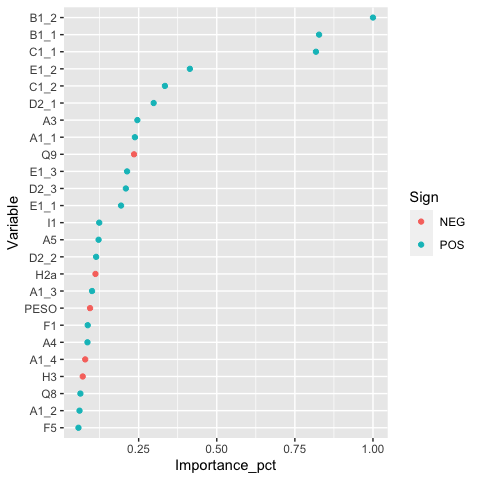 B1_2
B1_1
C1_1
E1_2
C1_2
D2_1
A3
A1_1
Q9
E1_3
D2_3
E1_1
I1
A5
D2_2
H2a
A1_3
PESO
F1
A4
A1_4
H3
Q8
A1_2
F5
Variable
0.25
0.50
0.75
1.00
Importance_pct
Sign
NEG
POS